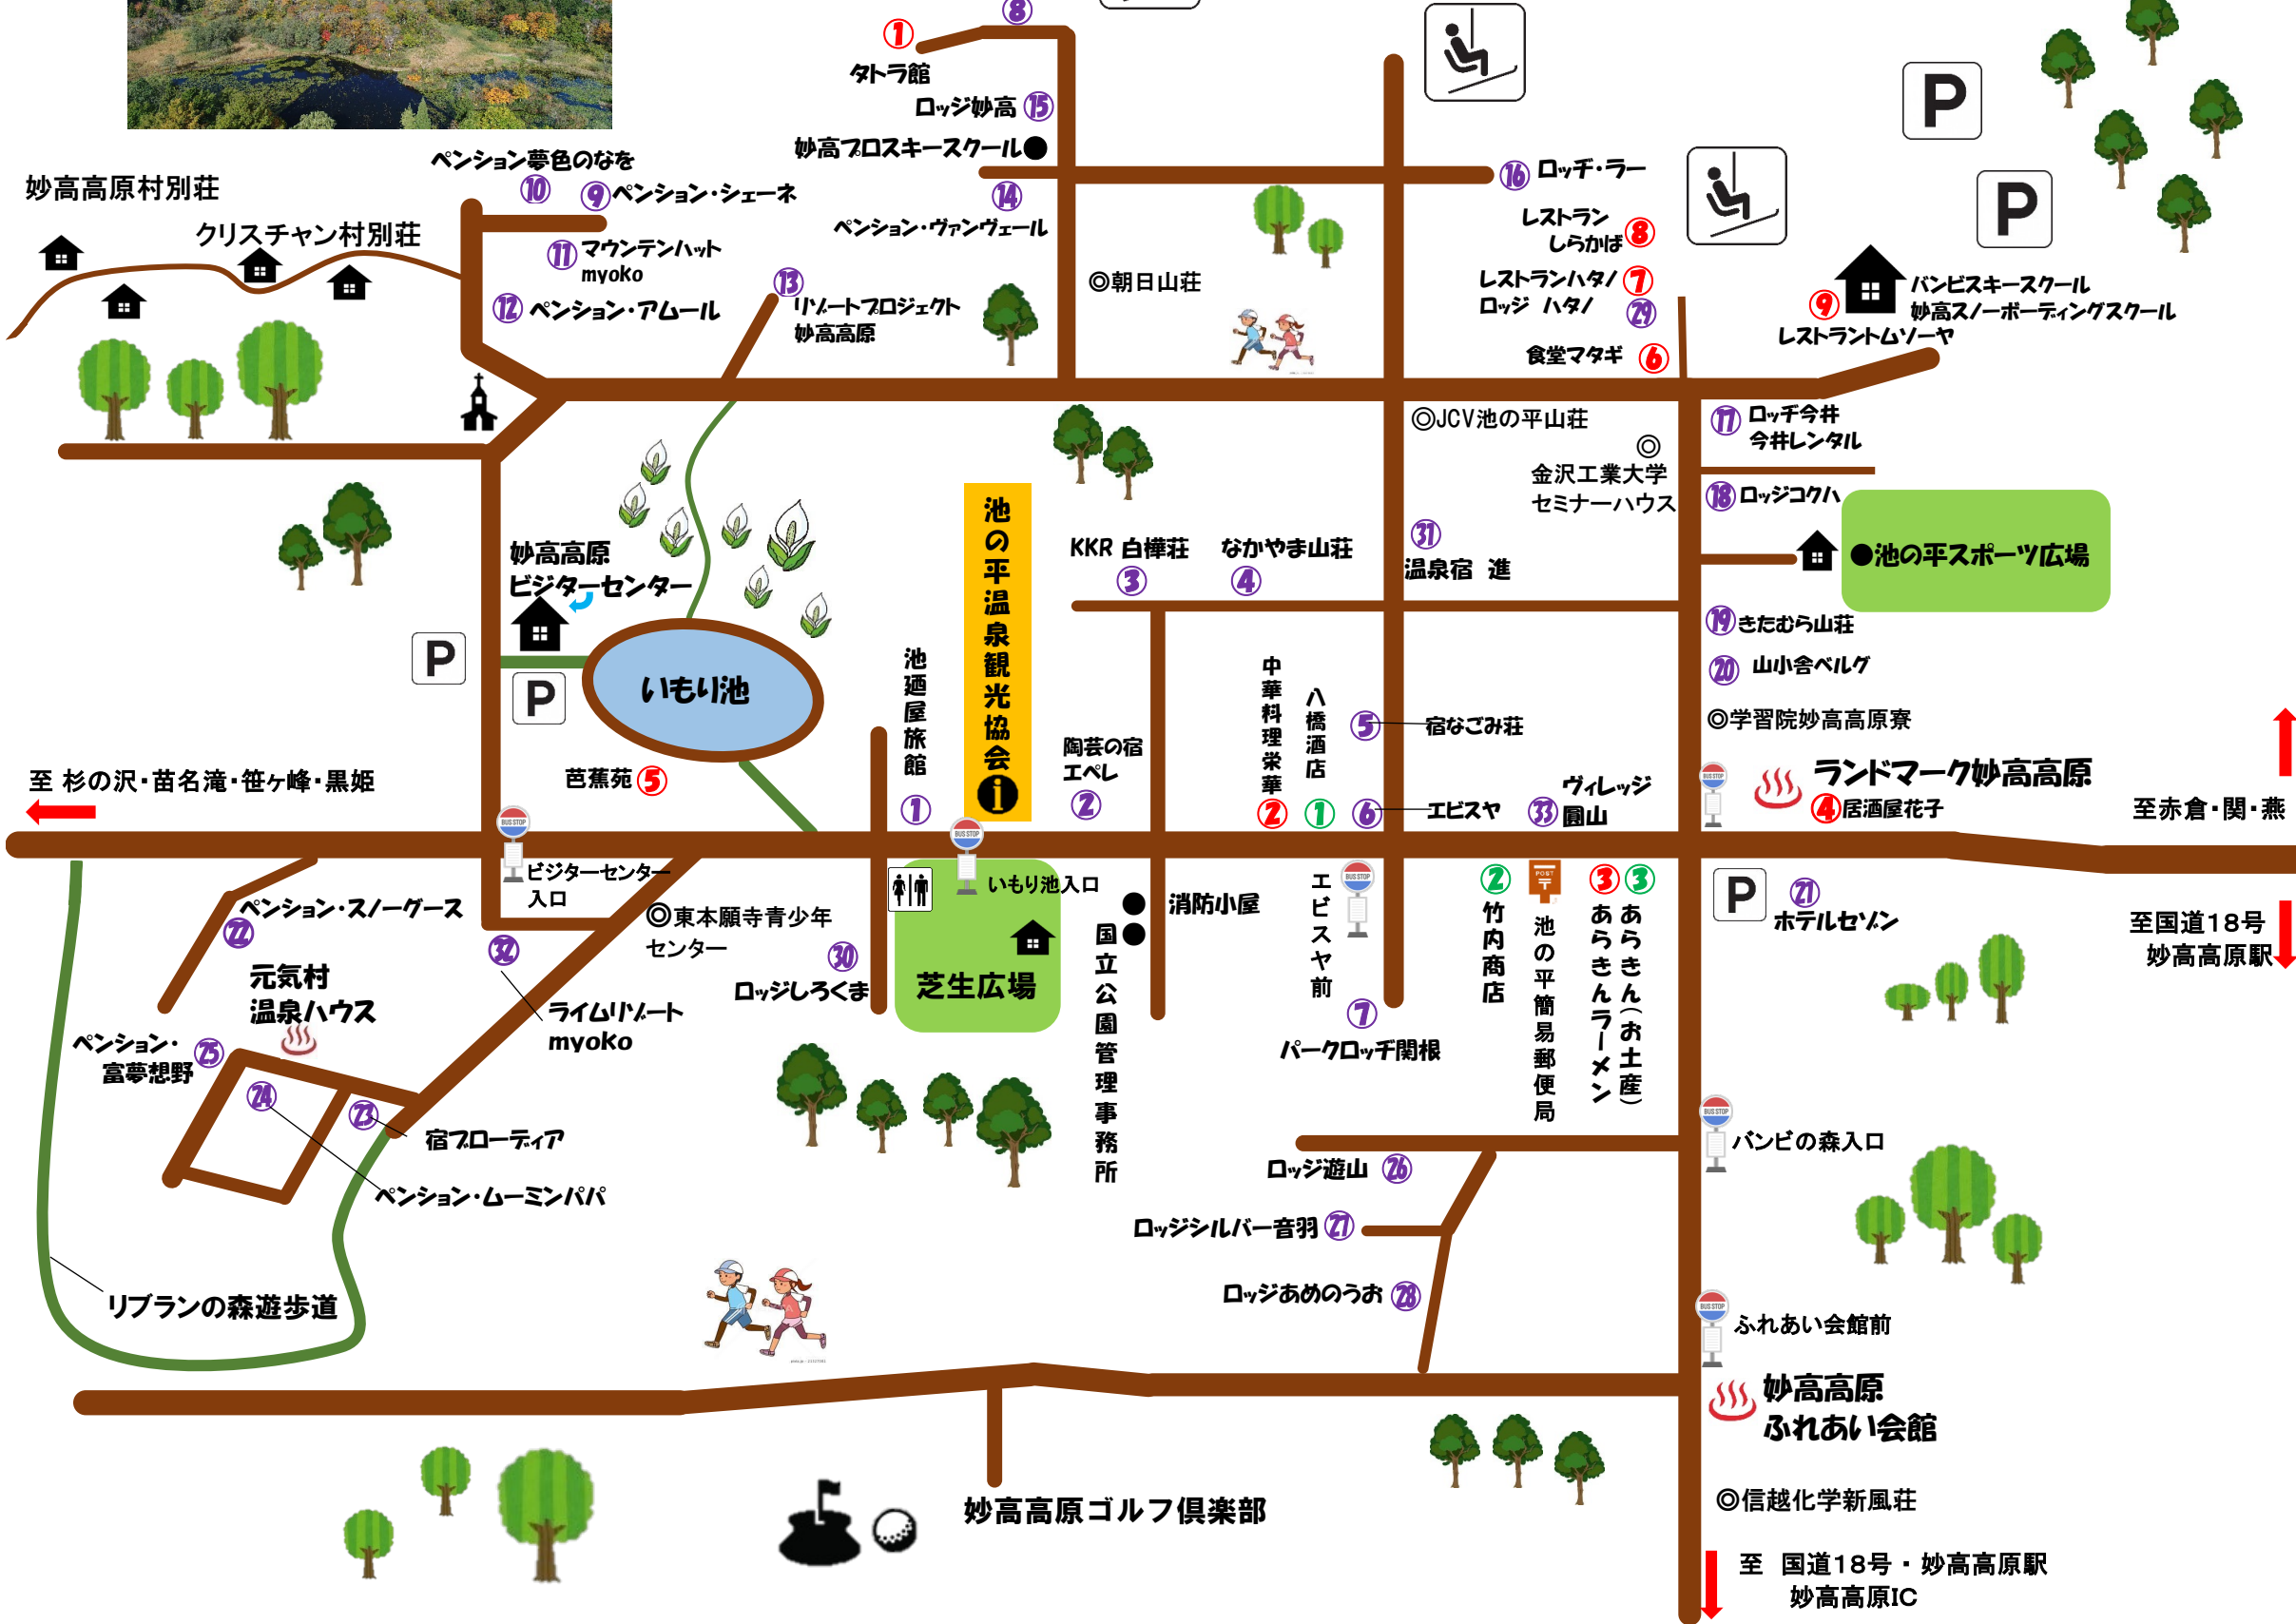 ⑧
①
タトラ館
ロッジ妙高 ⑮
妙高プロスキースクール●
⑭
ペンション・ヴァンヴェール
⑯ ロッヂ・ラー
レストラン
しらかば ⑧
レストランハタノ ⑦
ロッジ ハタノ ㉙
食堂マタギ ⑥
P
P
バンビスキースクール
妙高スノーボーディングスクール
⑨
レストラントムソーヤ
ペンション夢色のなを
⑩
⑨ ペンション・シェーネ
妙高高原村別荘
クリスチャン村別荘
⑪ マウンテンハット
myoko
⑫ ペンション・アムール
⑬
リゾートプロジェクト
妙高高原
◎朝日山荘
◎JCV池の平山荘
◎
金沢工業大学
セミナーハウス
⑰ ロッヂ今井
今井レンタル
⑱ ロッジコクハ
●池の平スポーツ広場
⑲ きたむら山荘
⑳ 山小舎ベルグ
◎学習院妙高高原寮
妙高高原
ビジターセンター
P
P
いもり池
芭蕉苑 ⑤
池廼屋旅館
①
池の平温泉観光協会
i
KKR 白樺荘
③
なかやま山荘
④
㉛
温泉宿 進
陶芸の宿
エペレ
②
中華料理栄華
②
八橋酒店
①
⑤ 宿なごみ荘
⑥ エビスヤ
㉝ ヴィレッジ
圓山
BUS STOP
ランドマーク妙高高原
④ 居酒屋花子
至赤倉・関・燕
至 杉の沢・苗名滝・笹ヶ峰・黒姫
BUS STOP
ビジターセンター
入口
BUS STOP
いもり池入口
BUS STOP
エビスヤ前
⑦
パークロッヂ関根
②
竹内商店
POST
〒
池の平簡易郵便局
③
あらきんラーメン
③
あらきん(お土産)
P
㉑
ホテルセゾン
至国道18号
妙高高原駅
ペンション・スノーグース
㉒
元気村
温泉ハウス
㉜
ライムリゾート
myoko
◎東本願寺青少年
センター
㉚
ロッジしろくま
芝生広場
● 消防小屋
●
国立公園管理事務所
ペンション・
富夢想野
㉕
㉔
㉓
宿ブローディア
ペンション・ムーミンパパ
リブランの森遊歩道
ロッジ遊山 ㉖
ロッジシルバー音羽 ㉗
ロッジあめのうお ㉘
BUS STOP
バンビの森入口
BUS STOP
ふれあい会館前
妙高高原
ふれあい会館
◎信越化学新風荘
妙高高原ゴルフ倶楽部
至 国道18号・妙高高原駅
妙高高原IC